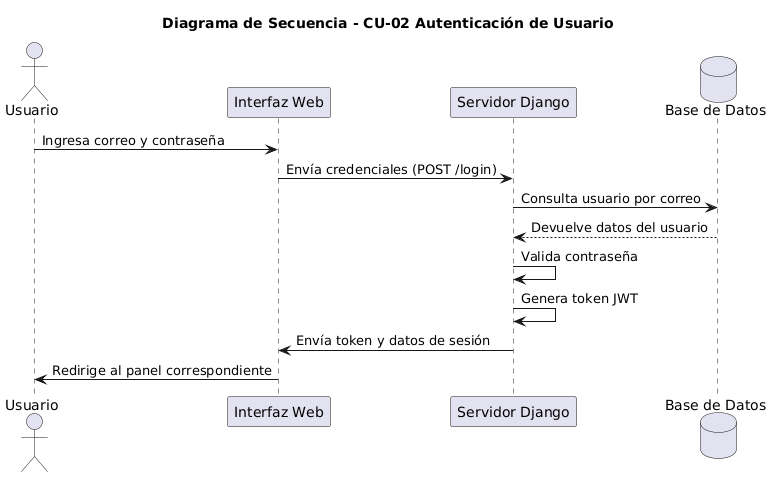 Diagrama de Secuencia - CU-02 Autenticación de Usuario
Usuario
Interfaz Web
Servidor Django
Base de Datos
Ingresa correo y contraseña
Envía credenciales (POST /login)
Consulta usuario por correo
Devuelve datos del usuario
Valida contraseña
Genera token JWT
Envía token y datos de sesión
Redirige al panel correspondiente
Usuario
Interfaz Web
Servidor Django
Base de Datos